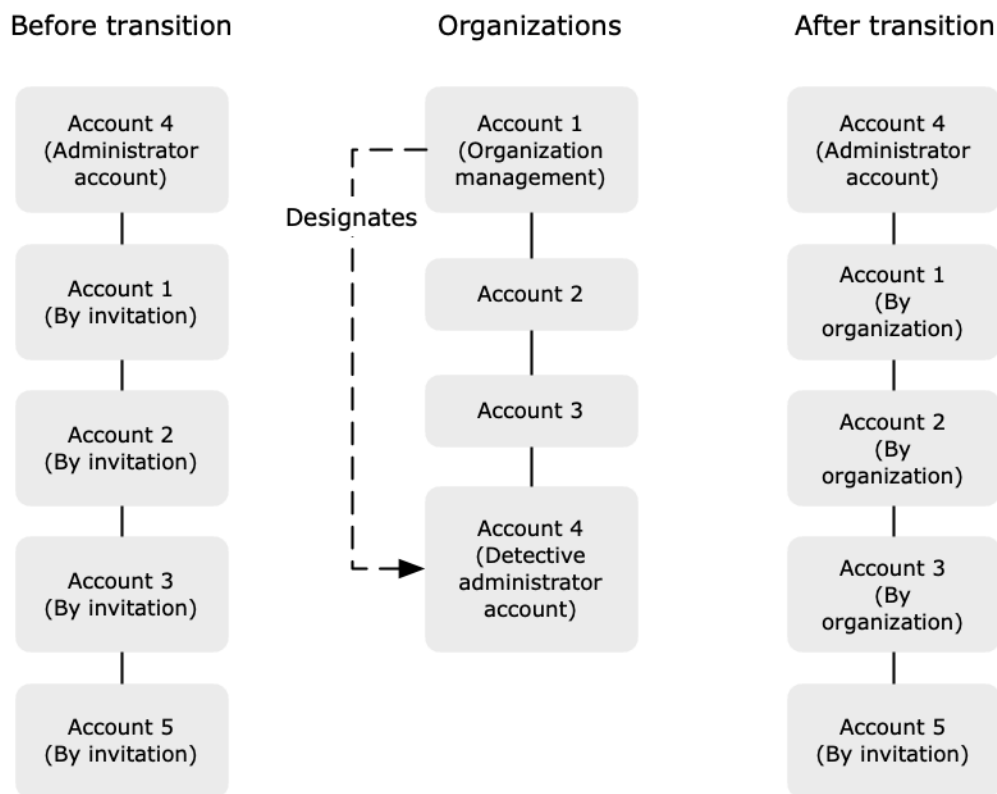 Before transition
Account 4
(Administrator
account)
Account 1
(By invitation)
Account 2
(By invitation)
Account 3
(By invitation)
Account 5
(By invitation)
Organizations
Account 1
(Organization
management)
Designates
Account 2
Account 3
Account 4
(Detective
administrator
account)
After transition
Account 4
(Administrator
account)
Account 1
(By
organization)
Account 2
(By
organization)
Account 3
(By
organization)
Account 5
(By invitation)